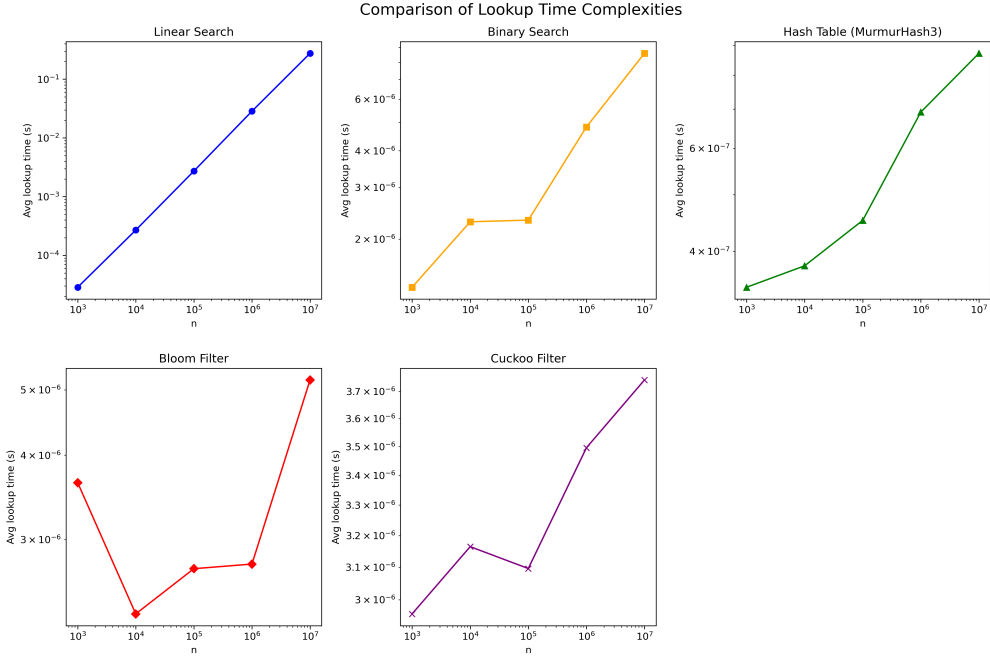 Comparison of Lookup Time Complexities
Linear Search
Avg lookup time (s)
10⁻¹
10⁻²
10⁻³
10⁻⁴
10³ 10⁴ 10⁵ 10⁶ 10⁷
n
Binary Search
Avg lookup time (s)
6 × 10⁻⁶
4 × 10⁻⁶
3 × 10⁻⁶
2 × 10⁻⁶
10³ 10⁴ 10⁵ 10⁶ 10⁷
n
Hash Table (MurmurHash3)
Avg lookup time (s)
6 × 10⁻⁷
4 × 10⁻⁷
10³ 10⁴ 10⁵ 10⁶ 10⁷
n
Bloom Filter
Avg lookup time (s)
5 × 10⁻⁶
4 × 10⁻⁶
3 × 10⁻⁶
10³ 10⁴ 10⁵ 10⁶ 10⁷
n
Cuckoo Filter
Avg lookup time (s)
3.7 × 10⁻⁶
3.6 × 10⁻⁶
3.5 × 10⁻⁶
3.4 × 10⁻⁶
3.3 × 10⁻⁶
3.2 × 10⁻⁶
3.1 × 10⁻⁶
3 × 10⁻⁶
10³ 10⁴ 10⁵ 10⁶ 10⁷
n